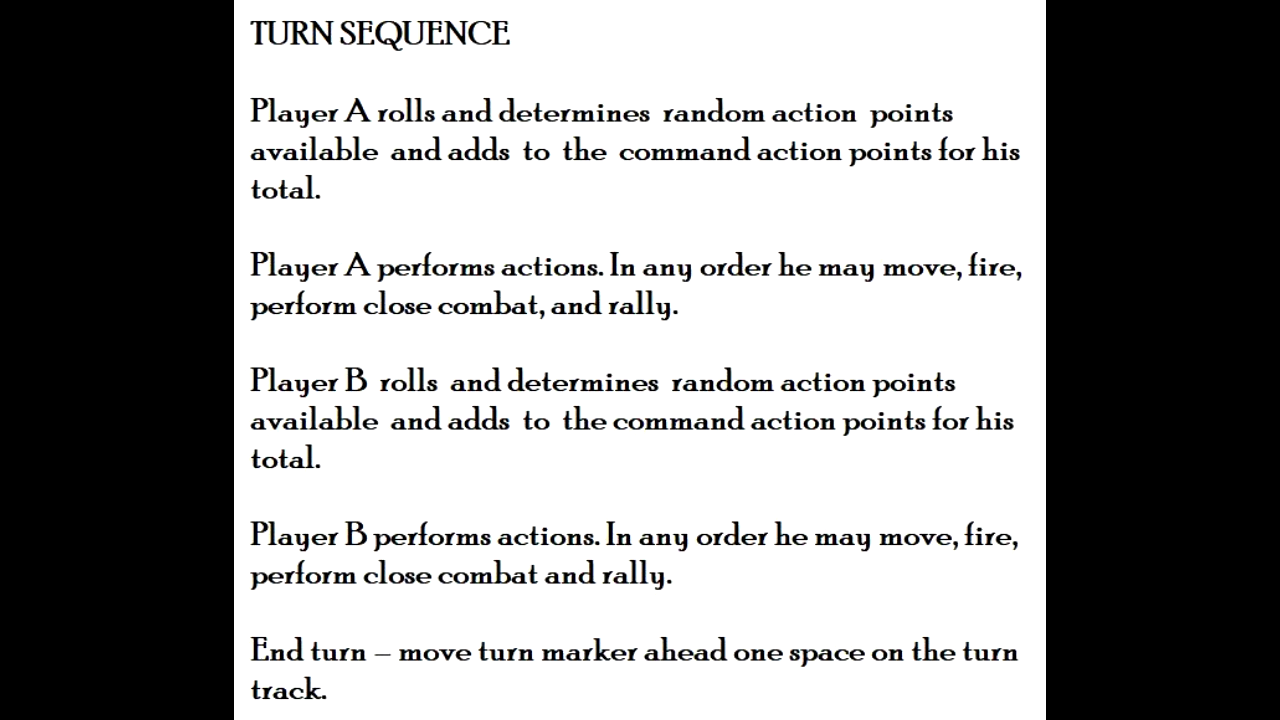 TURN SEQUENCE
Player A rolls and determines random action points
available and adds to the command action points for his
total.
Player A performs actions. In any order he may move, fire,
perform close combat, and rally.
Player B rolls and determines random action points
available and adds to the command action points for his
total.
Player B performs actions. In any order he may move, fire,
perform close combat and rally.
End turn – move turn marker ahead one space on the turn
track.